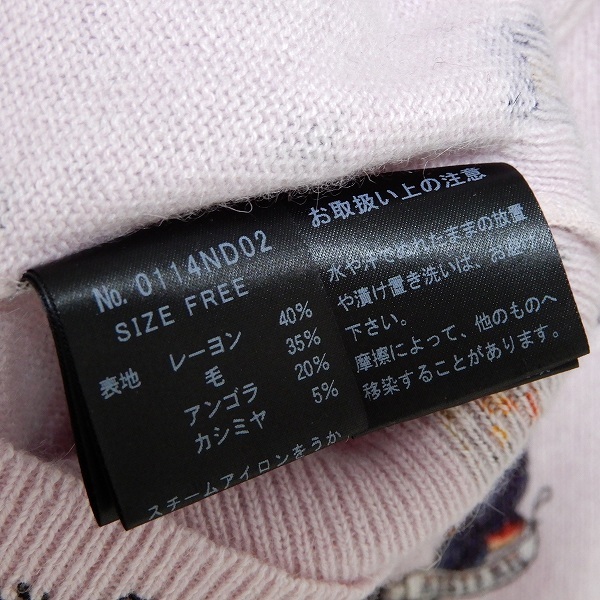 No. 0114ND02
SIZE FREE
表地 レーヨン 40%
毛 35%
アンゴラ 20%
カシミヤ 5%
スチームアイロンをうか
お取扱い上の注意
水や汗でぬれたままの放置
や漬け置き洗いは、お避け
下さい。
摩擦によって、他のものへ
移染することがあります。